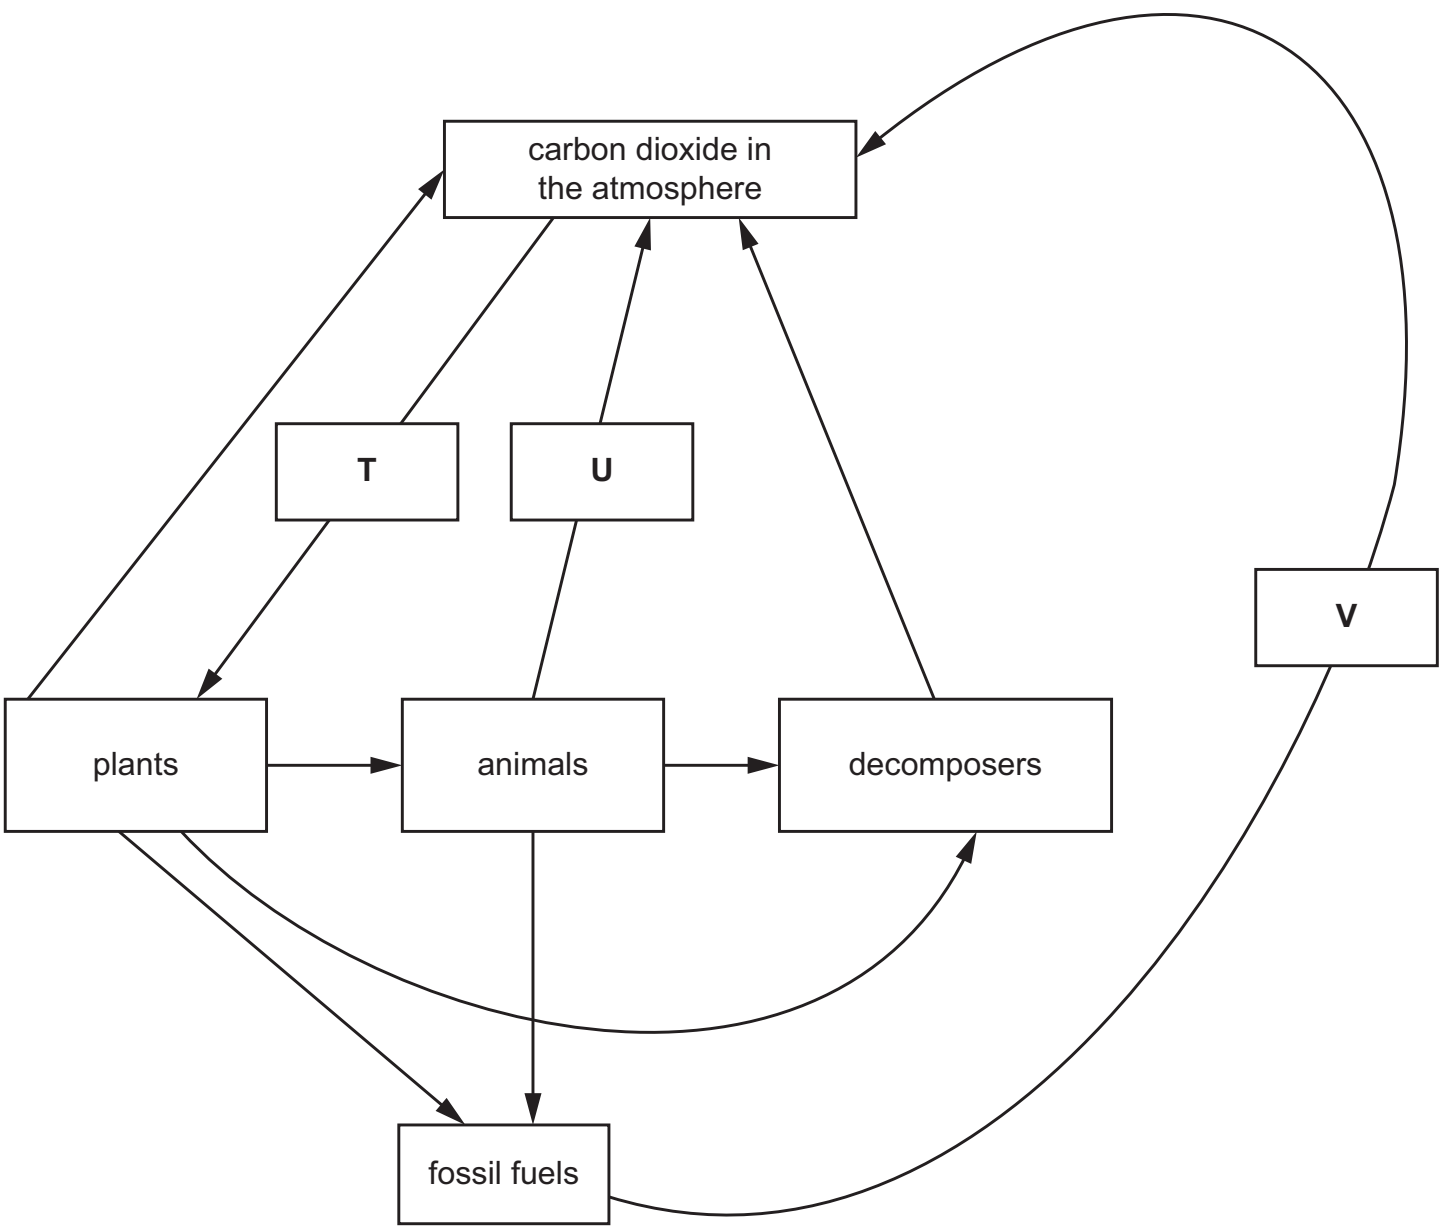 carbon dioxide in
the atmosphere
T
U
V
plants
animals
decomposers
fossil fuels